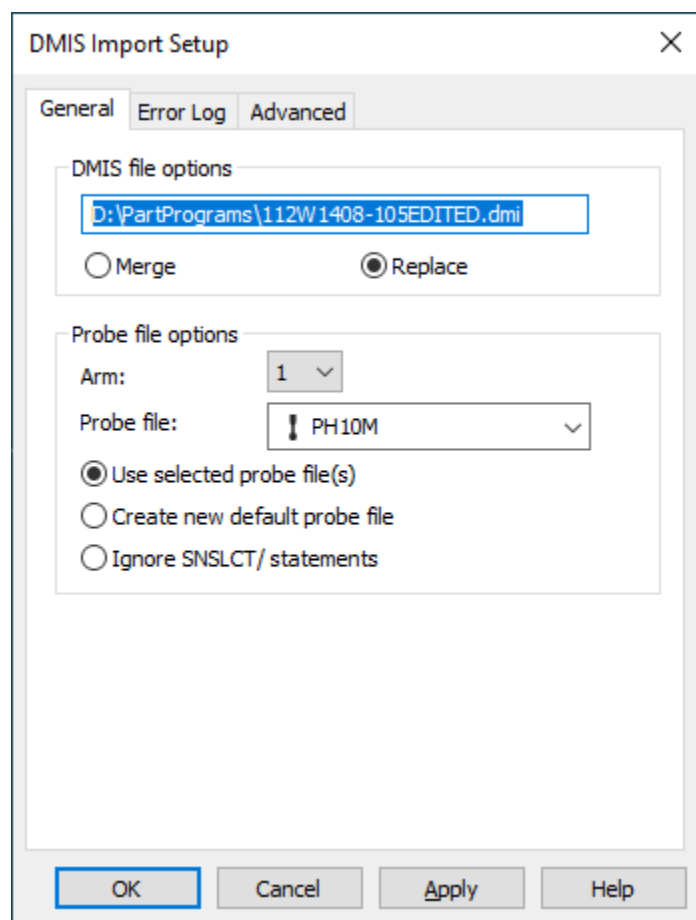 DMIS Import Setup
General Error Log Advanced
DMIS file options
D:\PartPrograms\112W1408-105EDITED.dmi
Merge Replace
Probe file options
Arm: 1
Probe file: PH10M
Use selected probe file(s)
Create new default probe file
Ignore SNSLCT/ statements
OK Cancel Apply Help